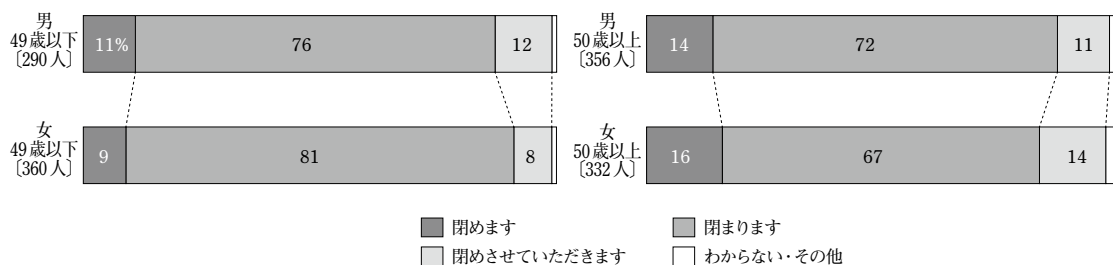 男
49歳以下
〔290人〕
11%
76
12
女
49歳以下
〔360人〕
9
81
8
男
50歳以上
〔356人〕
14
72
11
女
50歳以上
〔332人〕
16
67
14
閉めます
閉まります
閉めさせていただきます
わからない・その他